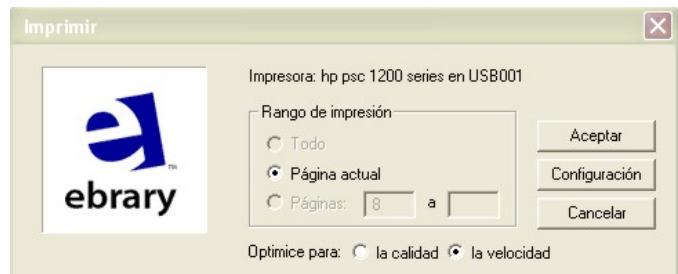 Imprimir
Impresora: hp psc 1200 series en USB001
Rango de impresión
Todo
Página actual
Páginas: 8 a
Aceptar
Configuración
Cancelar
Optimice para: la calidad la velocidad
e
™
ebrary